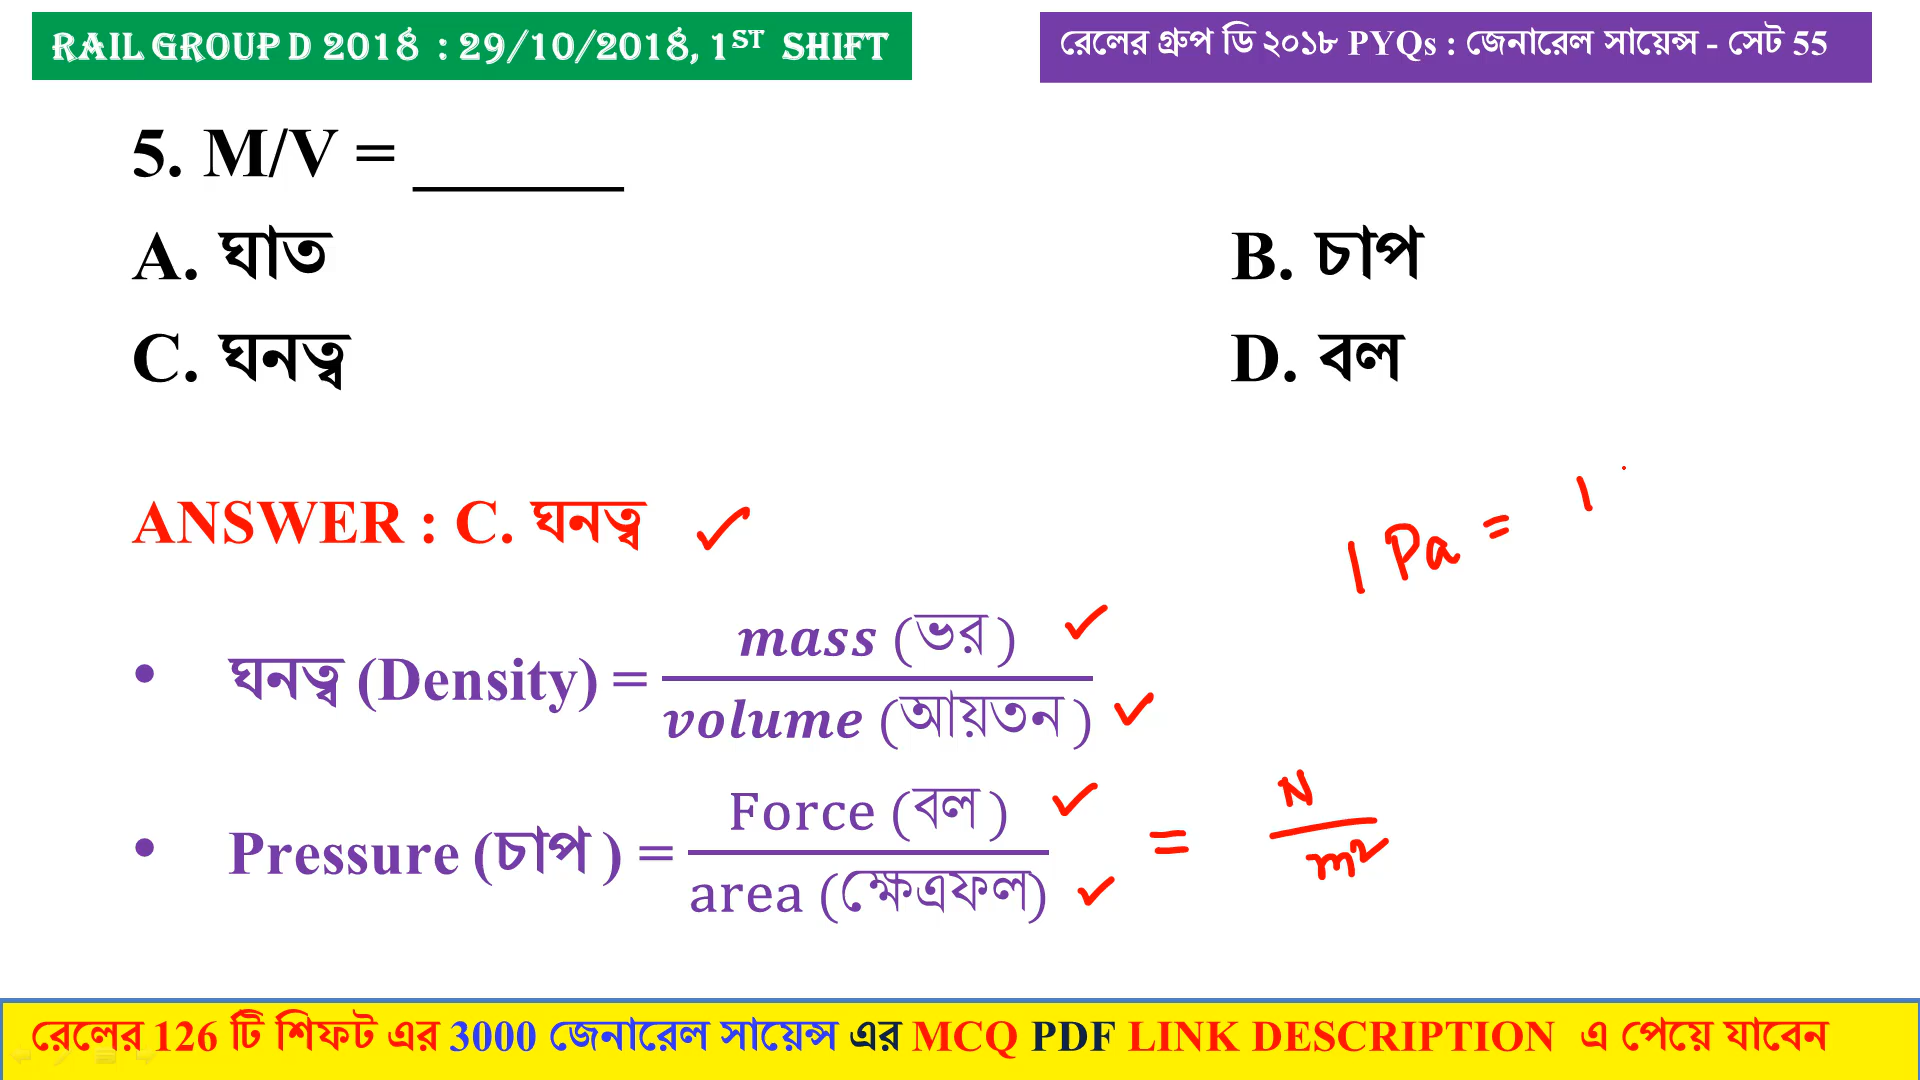 RAIL GROUP D 2018 : 29/10/2018, 1ST SHIFT
রেলের গ্রুপ ডি ২০১৮ PYQs : জেনারেল সায়েন্স - সেট 55
5. M/V = ______
A. ঘাত
B. চাপ
C. ঘনত্ব
D. বল
ANSWER : C. ঘনত্ব
1 Pa = 1
• ঘনত্ব (Density) = mass (ভর) / volume (আয়তন)
• Pressure (চাপ) = Force (বল) / area (ক্ষেত্রফল) = N / m²
রেলের 126 টি শিফট এর 3000 জেনারেল সায়েন্স এর MCQ PDF LINK DESCRIPTION এ পেয়ে যাবেন